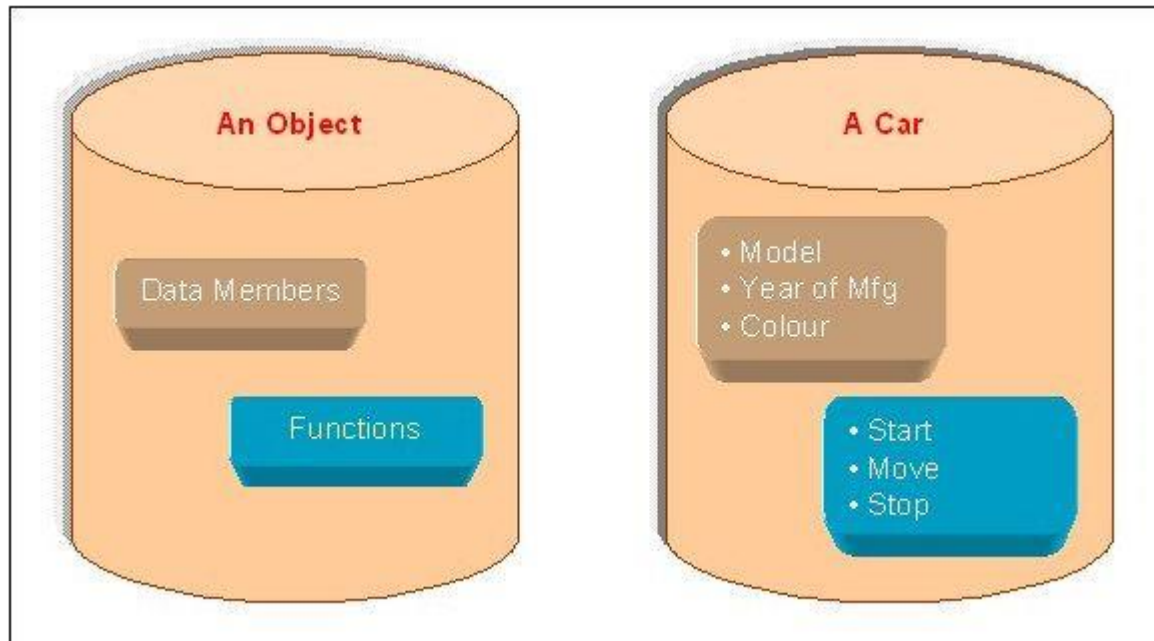 An Object
Data Members
Functions
A Car
• Model
• Year of Mfg
• Colour
• Start
• Move
• Stop